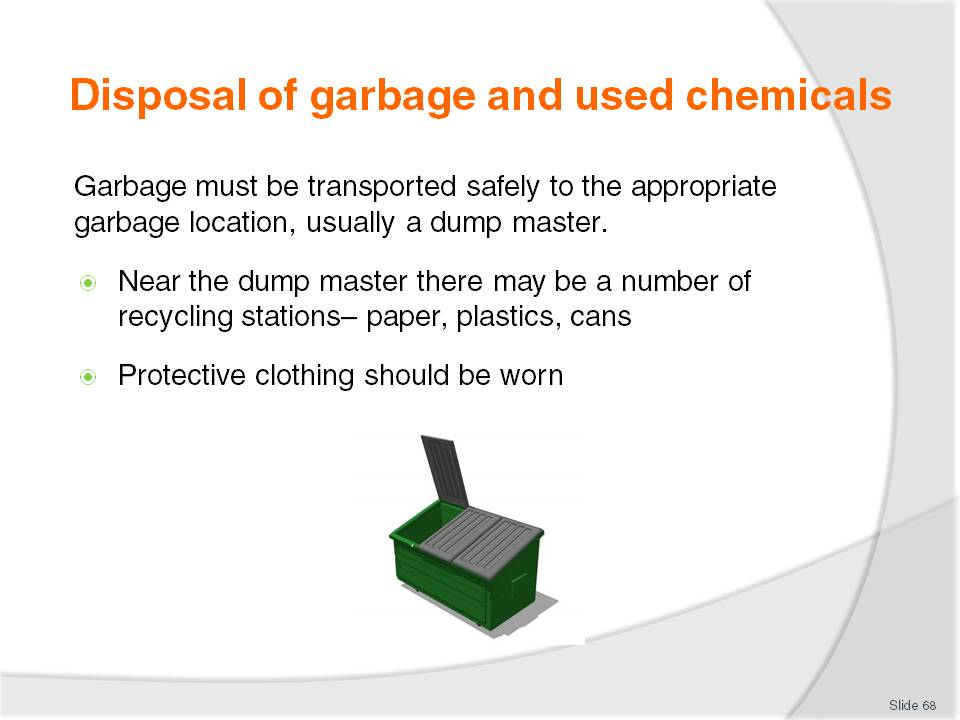 Disposal of garbage and used chemicals
Garbage must be transported safely to the appropriate
garbage location, usually a dump master.
Near the dump master there may be a number of
recycling stations– paper, plastics, cans
Protective clothing should be worn
Slide 68